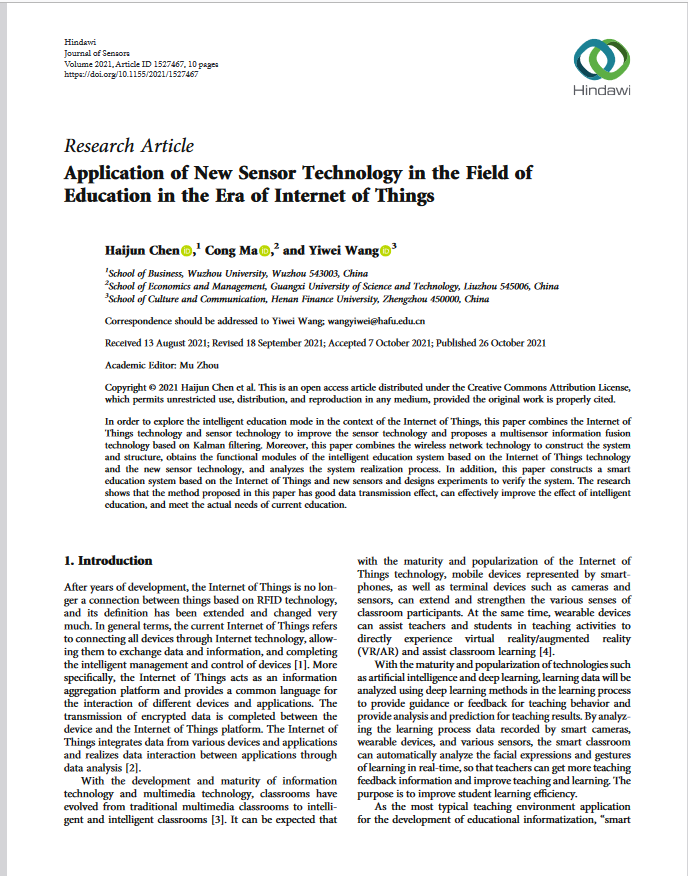 Hindawi
Journal of Sensors
Volume 2021, Article ID 1527467, 10 pages
https://doi.org/10.1155/2021/1527467
Hindawi
Research Article
Application of New Sensor Technology in the Field of
Education in the Era of Internet of Things
Haijun Chen iD,1 Cong Ma iD,2 and Yiwei Wang iD3
1School of Business, Wuzhou University, Wuzhou 543003, China
2School of Economics and Management, Guangxi University of Science and Technology, Liuzhou 545006, China
3School of Culture and Communication, Henan Finance University, Zhengzhou 450000, China
Correspondence should be addressed to Yiwei Wang; wangyiwei@hafu.edu.cn
Received 13 August 2021; Revised 18 September 2021; Accepted 7 October 2021; Published 26 October 2021
Academic Editor: Mu Zhou
Copyright © 2021 Haijun Chen et al. This is an open access article distributed under the Creative Commons Attribution License,
which permits unrestricted use, distribution, and reproduction in any medium, provided the original work is properly cited.
In order to explore the intelligent education mode in the context of the Internet of Things, this paper combines the Internet of
Things technology and sensor technology to improve the sensor technology and proposes a multisensor information fusion
technology based on Kalman filtering. Moreover, this paper combines the wireless network technology to construct the system
and structure, obtains the functional modules of the intelligent education system based on the Internet of Things technology
and the new sensor technology, and analyzes the system realization process. In addition, this paper constructs a smart
education system based on the Internet of Things and new sensors and designs experiments to verify the system. The research
shows that the method proposed in this paper has good data transmission effect, can effectively improve the effect of intelligent
education, and meet the actual needs of current education.
1. Introduction
After years of development, the Internet of Things is no lon-
ger a connection between things based on RFID technology,
and its definition has been extended and changed very
much. In general terms, the current Internet of Things refers
to connecting all devices through Internet technology, allow-
ing them to exchange data and information, and completing
the intelligent management and control of devices [1]. More
specifically, the Internet of Things acts as an information
aggregation platform and provides a common language for
the interaction of different devices and applications. The
transmission of encrypted data is completed between the
device and the Internet of Things platform. The Internet of
Things integrates data from various devices and applications
and realizes data interaction between applications through
data analysis [2].
With the development and maturity of information
technology and multimedia technology, classrooms have
evolved from traditional multimedia classrooms to intelli-
gent and intelligent classrooms [3]. It can be expected that
with the maturity and popularization of the Internet of
Things technology, mobile devices represented by smart-
phones, as well as terminal devices such as cameras and
sensors, can extend and strengthen the various senses of
classroom participants. At the same time, wearable devices
can assist teachers and students in teaching activities to
directly experience virtual reality/augmented reality
(VR/AR) and assist classroom learning [4].
With the maturity and popularization of technologies such
as artificial intelligence and deep learning, learning data will be
analyzed using deep learning methods in the learning process
to provide guidance or feedback for teaching behavior and
provide analysis and prediction for teaching results. By analyz-
ing the learning process data recorded by smart cameras,
wearable devices, and various sensors, the smart classroom
can automatically analyze the facial expressions and gestures
of learning in real-time, so that teachers can get more teaching
feedback information and improve teaching and learning. The
purpose is to improve student learning efficiency.
As the most typical teaching environment application
for the development of educational informatization, “smart